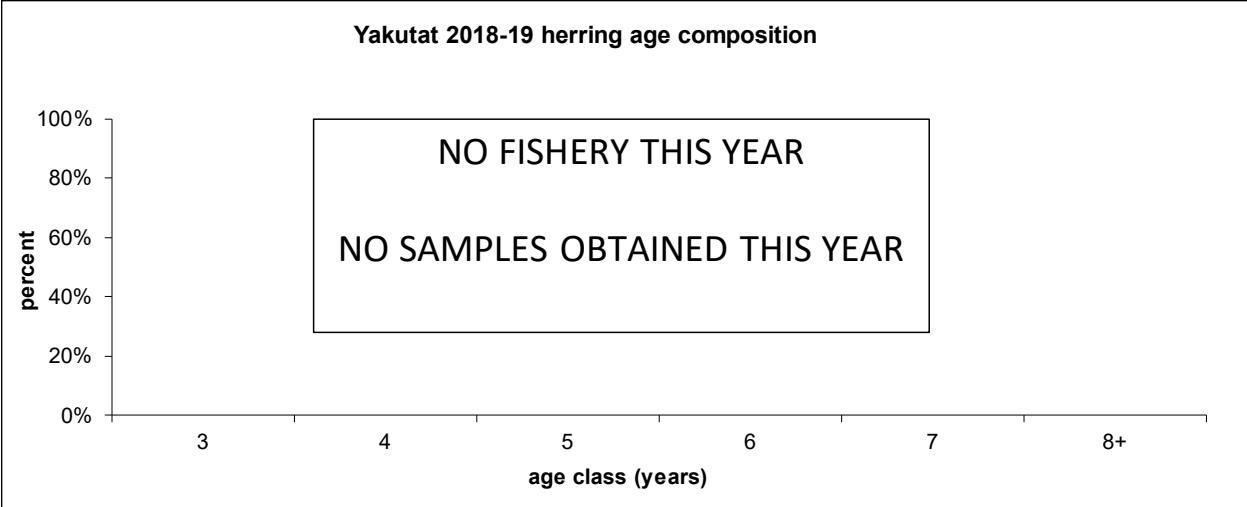 Yakutat 2018-19 herring age composition
100%
80%
60%
40%
20%
0%
percent
NO FISHERY THIS YEAR
NO SAMPLES OBTAINED THIS YEAR
3 4 5 6 7 8+
age class (years)